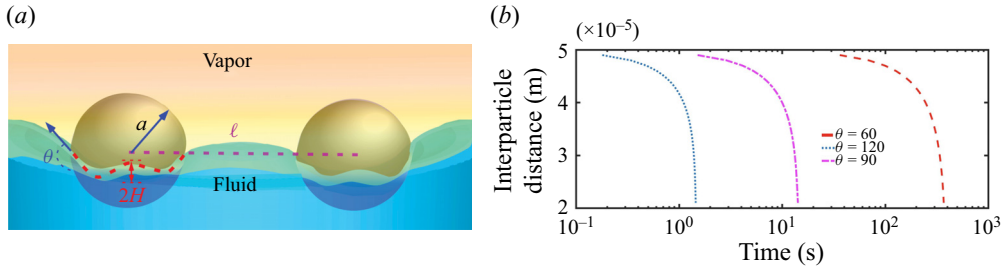 (a)
Vapor
a
ℓ
θ
Fluid
2H
(b)
(×10⁻⁵)
5
4
3
2
Interparticle
distance (m)
θ = 60
θ = 120
θ = 90
10⁻¹ 10⁰ 10¹ 10² 10³
Time (s)